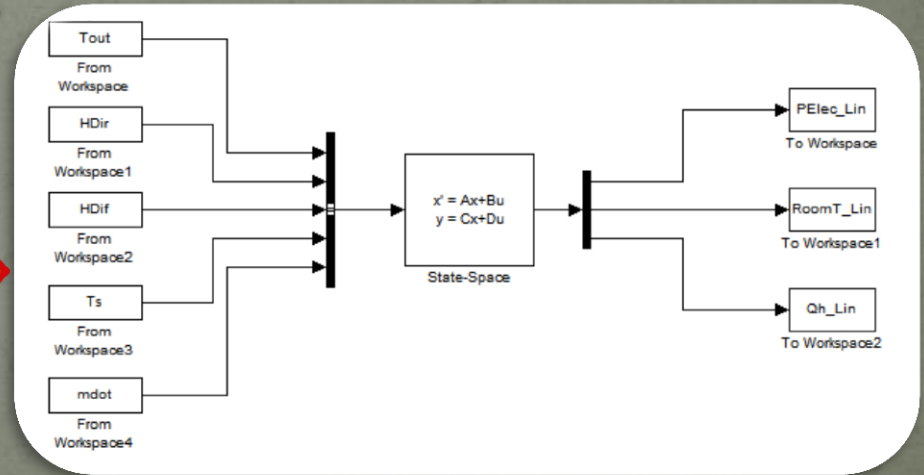 Tout
From
Workspace
HDir
From
Workspace1
HDif
From
Workspace2
Ts
From
Workspace3
mdot
From
Workspace4
x' = Ax+Bu
y = Cx+Du
State-Space
PElec_Lin
To Workspace
RoomT_Lin
To Workspace1
Qh_Lin
To Workspace2